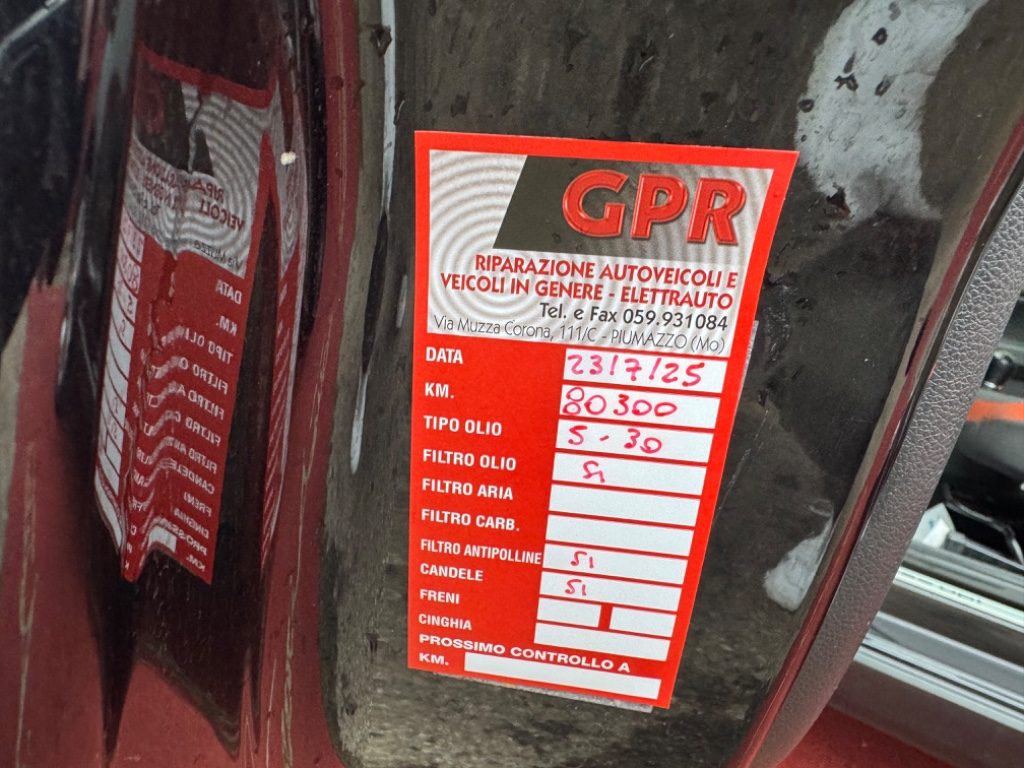 GPR
RIPARAZIONE AUTOVEICOLI E
VEICOLI IN GENERE - ELETTRAUTO
Tel. e Fax 059.931084
Via Muzza Corona, 111/C - PIUMAZZO (Mo)
DATA 23/7/25
KM. 80300
TIPO OLIO 5-30
FILTRO OLIO SI
FILTRO ARIA
FILTRO CARB.
FILTRO ANTIPOLLINE SI
CANDELE SI
FRENI
CINGHIA
PROSSIMO CONTROLLO A
KM.